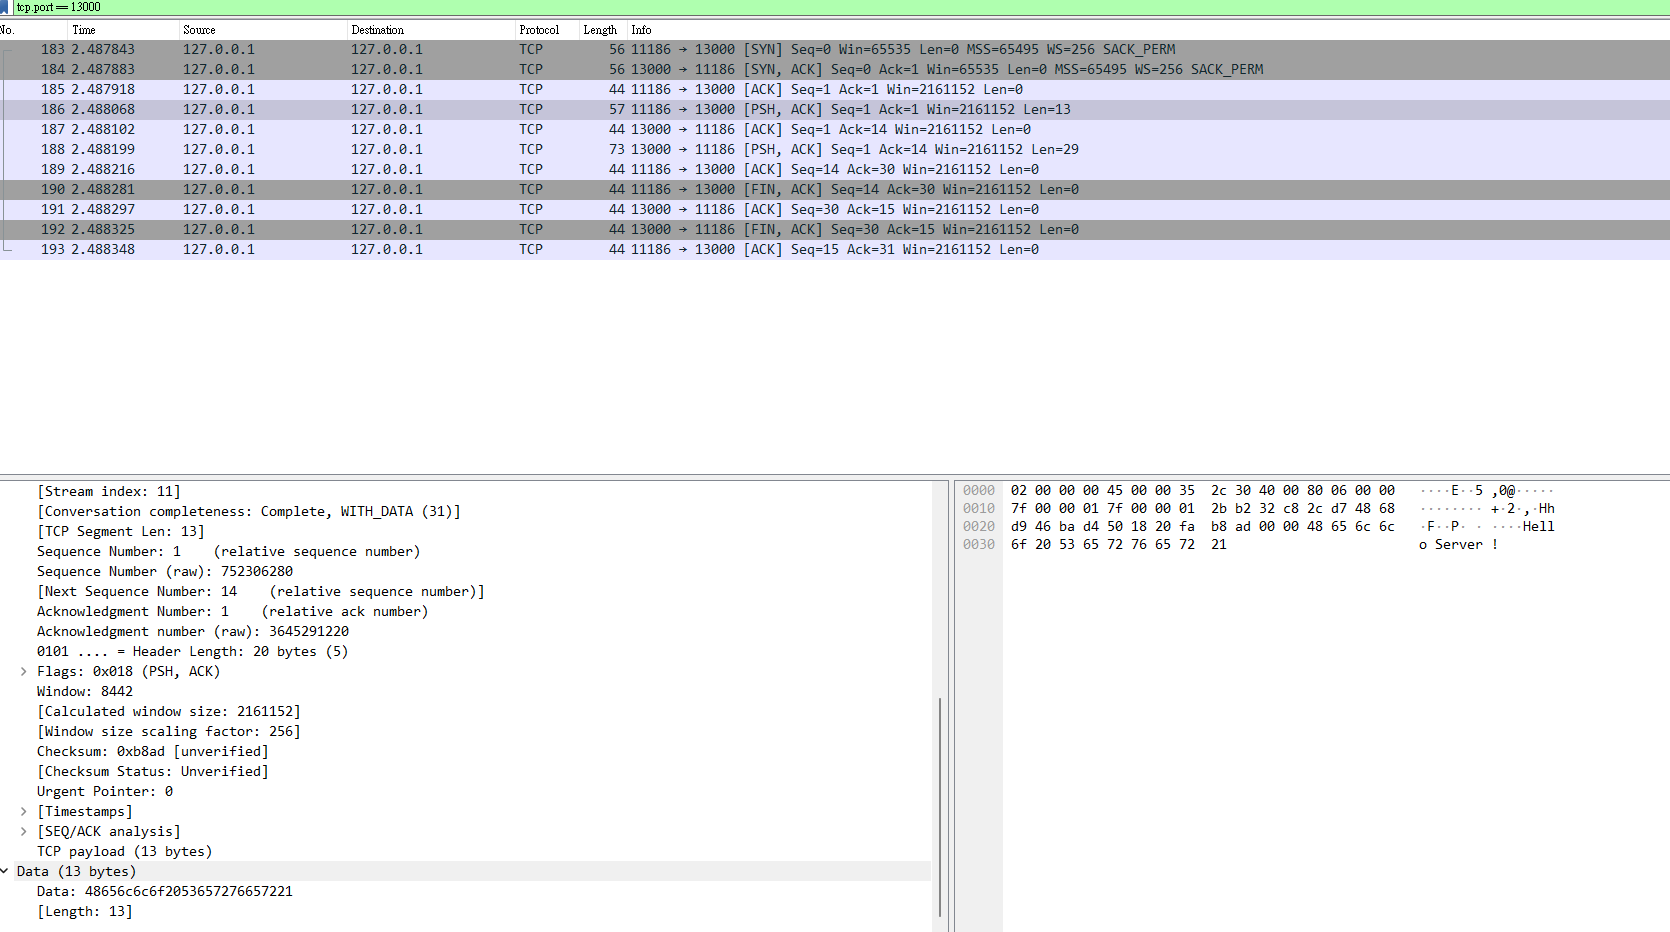 tcp.port == 13000
No. Time Source Destination Protocol Length Info
183 2.487843 127.0.0.1 127.0.0.1 TCP 56 11186 → 13000 [SYN] Seq=0 Win=65535 Len=0 MSS=65495 WS=256 SACK_PERM
184 2.487883 127.0.0.1 127.0.0.1 TCP 56 13000 → 11186 [SYN, ACK] Seq=0 Ack=1 Win=65535 Len=0 MSS=65495 WS=256 SACK_PERM
185 2.487918 127.0.0.1 127.0.0.1 TCP 44 11186 → 13000 [ACK] Seq=1 Ack=1 Win=2161152 Len=0
186 2.488068 127.0.0.1 127.0.0.1 TCP 57 11186 → 13000 [PSH, ACK] Seq=1 Ack=1 Win=2161152 Len=13
187 2.488102 127.0.0.1 127.0.0.1 TCP 44 13000 → 11186 [ACK] Seq=1 Ack=14 Win=2161152 Len=0
188 2.488199 127.0.0.1 127.0.0.1 TCP 73 13000 → 11186 [PSH, ACK] Seq=1 Ack=14 Win=2161152 Len=29
189 2.488216 127.0.0.1 127.0.0.1 TCP 44 11186 → 13000 [ACK] Seq=14 Ack=30 Win=2161152 Len=0
190 2.488281 127.0.0.1 127.0.0.1 TCP 44 11186 → 13000 [FIN, ACK] Seq=14 Ack=30 Win=2161152 Len=0
191 2.488297 127.0.0.1 127.0.0.1 TCP 44 13000 → 11186 [ACK] Seq=30 Ack=15 Win=2161152 Len=0
192 2.488325 127.0.0.1 127.0.0.1 TCP 44 13000 → 11186 [FIN, ACK] Seq=30 Ack=15 Win=2161152 Len=0
193 2.488348 127.0.0.1 127.0.0.1 TCP 44 11186 → 13000 [ACK] Seq=15 Ack=31 Win=2161152 Len=0
[Stream index: 11]
[Conversation completeness: Complete, WITH_DATA (31)]
[TCP Segment Len: 13]
Sequence Number: 1    (relative sequence number)
Sequence Number (raw): 752306280
[Next Sequence Number: 14    (relative sequence number)]
Acknowledgment Number: 1    (relative ack number)
Acknowledgment number (raw): 3645291220
0101 .... = Header Length: 20 bytes (5)
Flags: 0x018 (PSH, ACK)
Window: 8442
[Calculated window size: 2161152]
[Window size scaling factor: 256]
Checksum: 0xb8ad [unverified]
[Checksum Status: Unverified]
Urgent Pointer: 0
[Timestamps]
[SEQ/ACK analysis]
TCP payload (13 bytes)
Data (13 bytes)
Data: 48656c6c6f2053657276657221
[Length: 13]
0000 02 00 00 00 45 00 00 35 2c 30 40 00 80 06 00 00 ····E··5 ,0@·····
0010 7f 00 00 01 7f 00 00 01 2b b2 32 c8 2c d7 48 68 ········ +·2·,·Hh
0020 d9 46 ba d4 50 18 20 fa b8 ad 00 00 48 65 6c 6c ·F··P· · ····Hell
0030 6f 20 53 65 72 76 65 72 21 o Server !